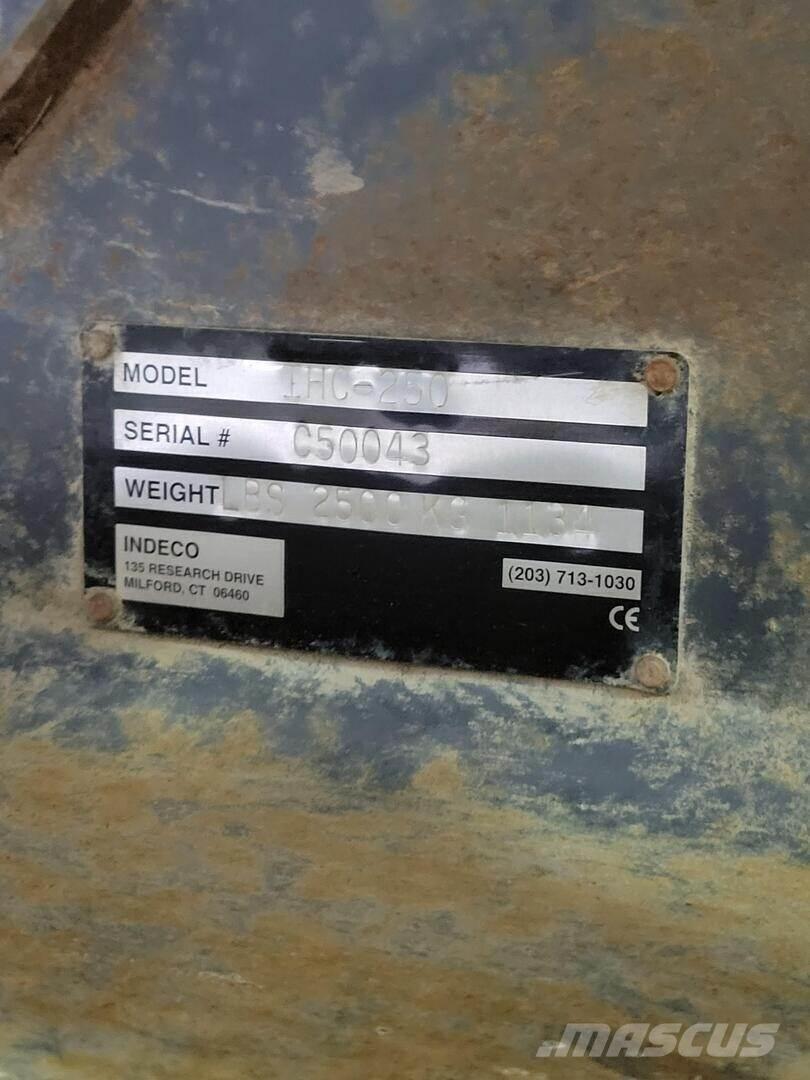 MODEL IHC-250
SERIAL # C50043
WEIGHT LBS 2500 KG 1134
INDECO
135 RESEARCH DRIVE
MILFORD, CT 06460
(203) 713-1030
CE
MASCUS